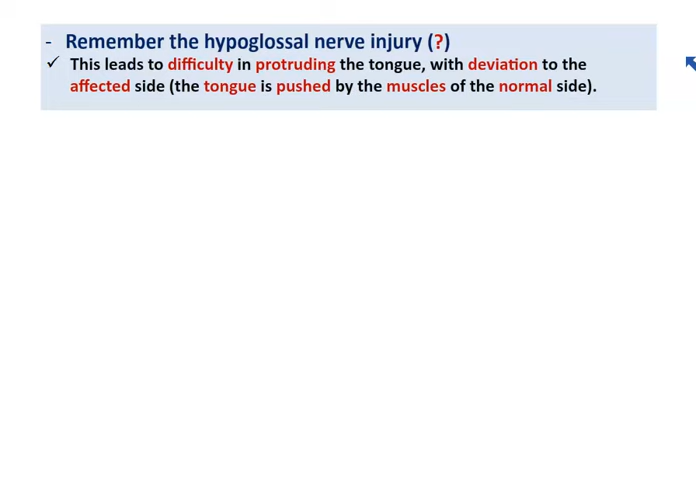 - Remember the hypoglossal nerve injury (?)
✓ This leads to difficulty in protruding the tongue, with deviation to the
affected side (the tongue is pushed by the muscles of the normal side).